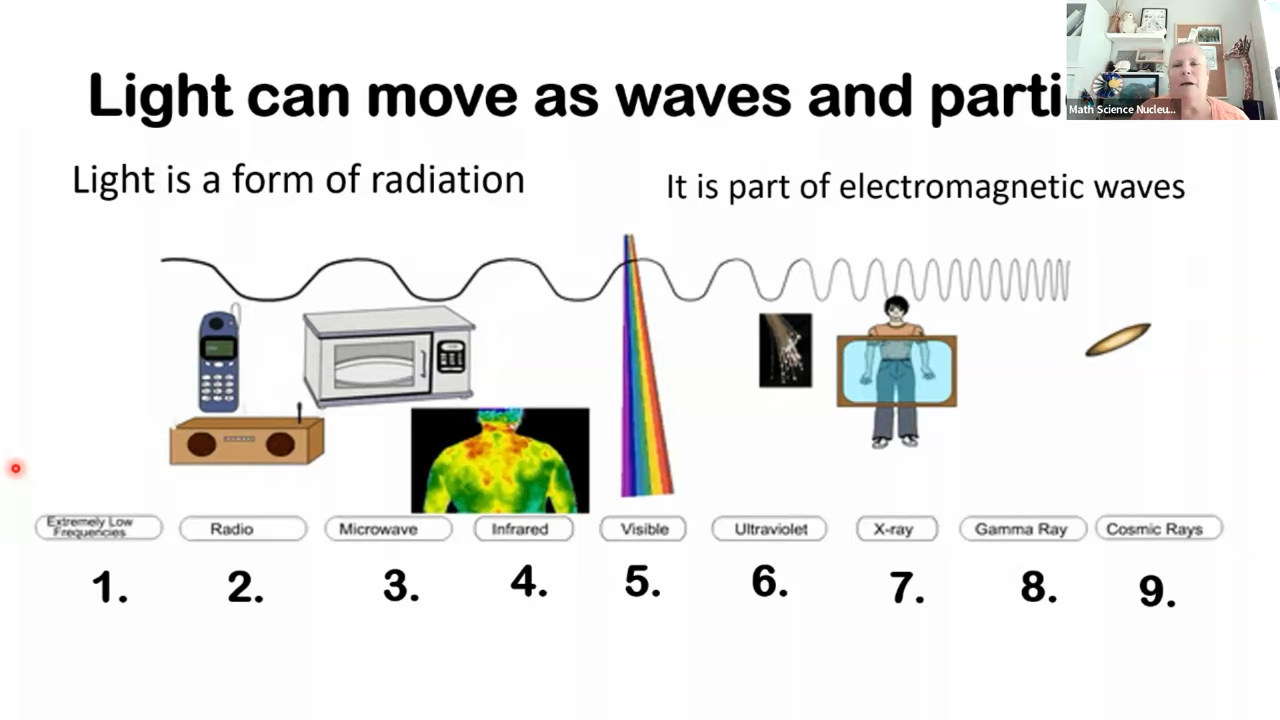 Light can move as waves and parti
Math Science Nucleu...
Light is a form of radiation
It is part of electromagnetic waves
Extremely Low
Frequencies
Radio
Microwave
Infrared
Visible
Ultraviolet
X-ray
Gamma Ray
Cosmic Rays
1.
2.
3.
4.
5.
6.
7.
8.
9.